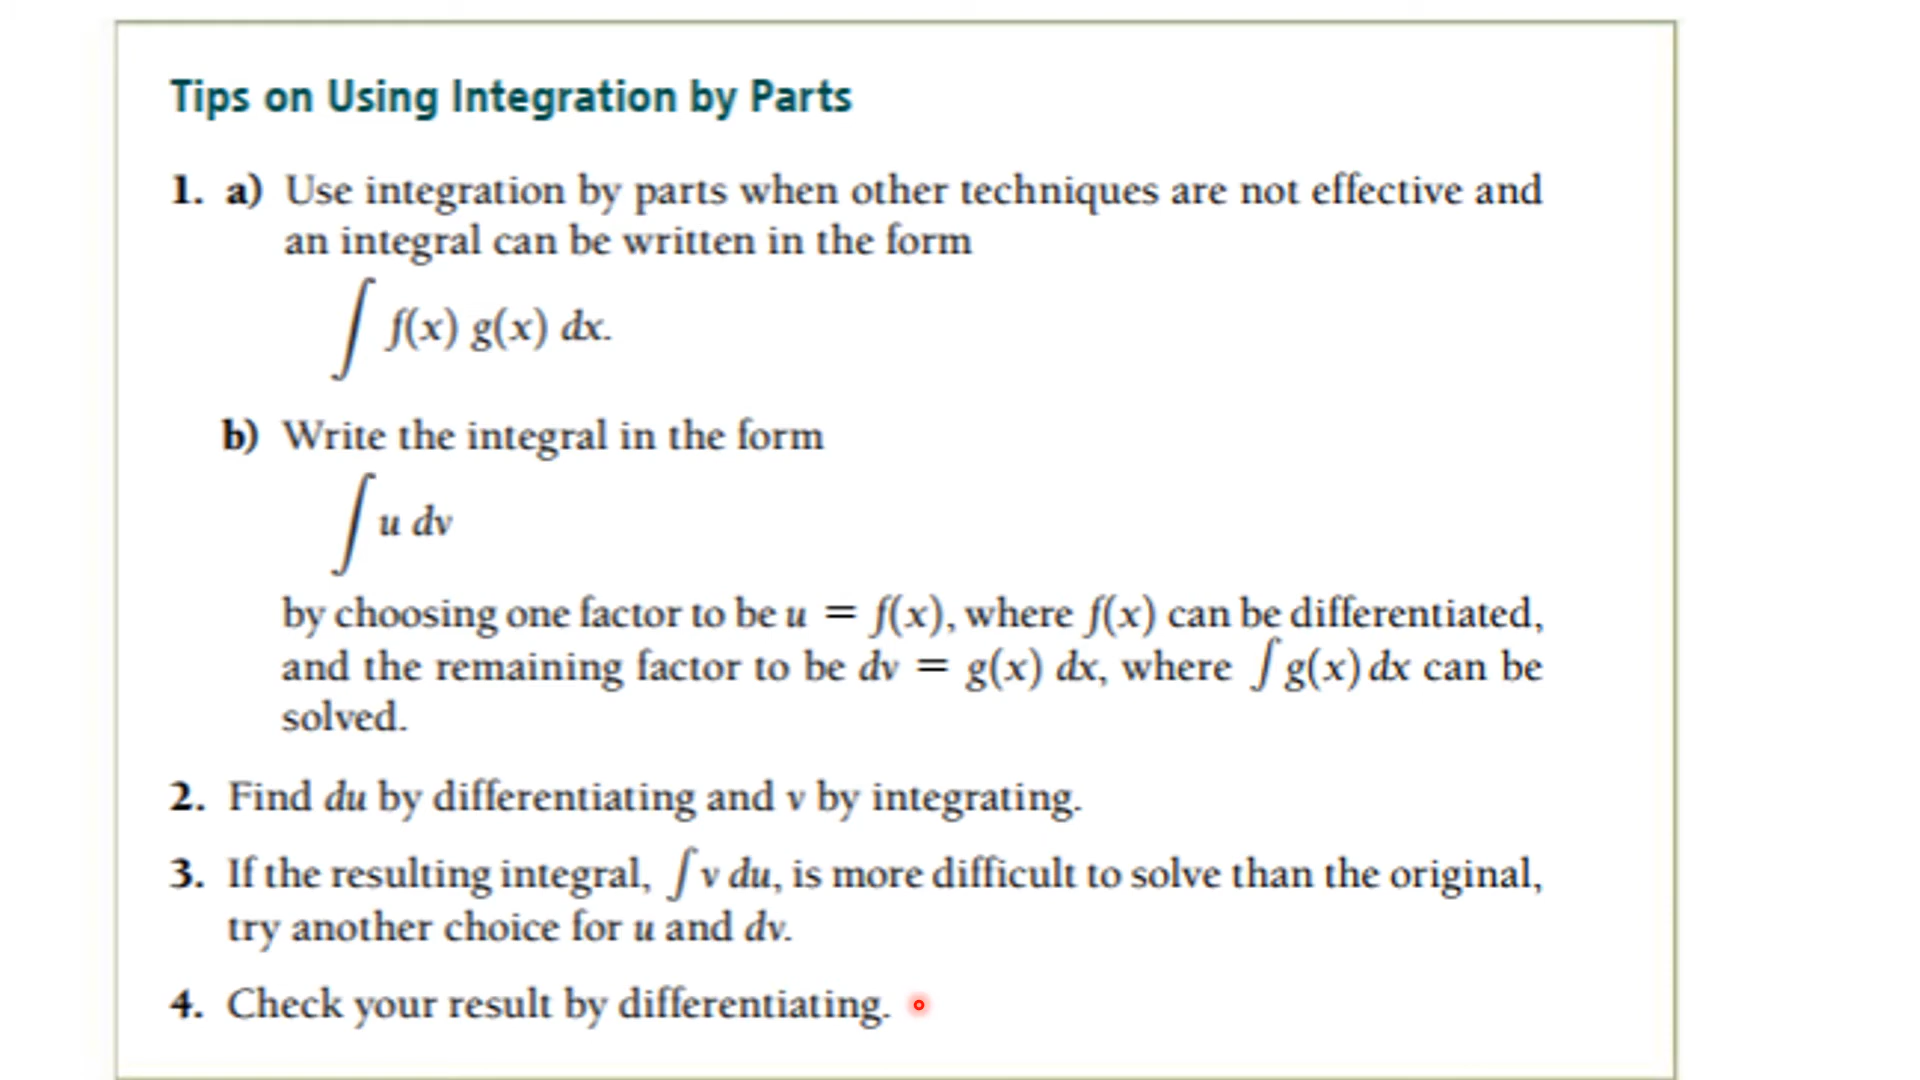 Tips on Using Integration by Parts
1. a) Use integration by parts when other techniques are not effective and
an integral can be written in the form
∫ f(x) g(x) dx.
b) Write the integral in the form
∫ u dv
by choosing one factor to be u = f(x), where f(x) can be differentiated,
and the remaining factor to be dv = g(x) dx, where ∫ g(x) dx can be
solved.
2. Find du by differentiating and v by integrating.
3. If the resulting integral, ∫ v du, is more difficult to solve than the original,
try another choice for u and dv.
4. Check your result by differentiating.